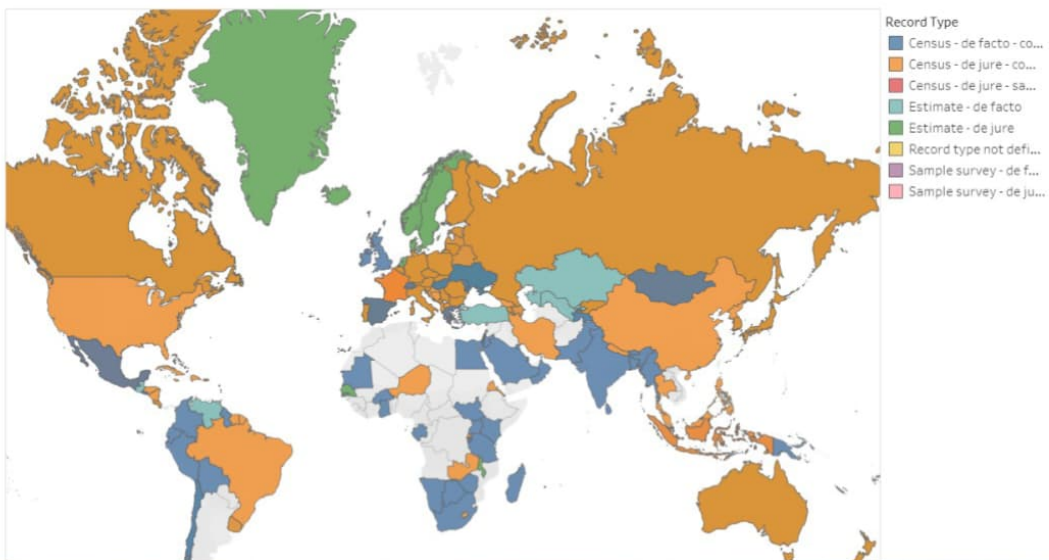 Record Type
Census - de facto - co...
Census - de jure - co...
Census - de jure - sa...
Estimate - de facto
Estimate - de jure
Record type not defi...
Sample survey - de f...
Sample survey - de ju...